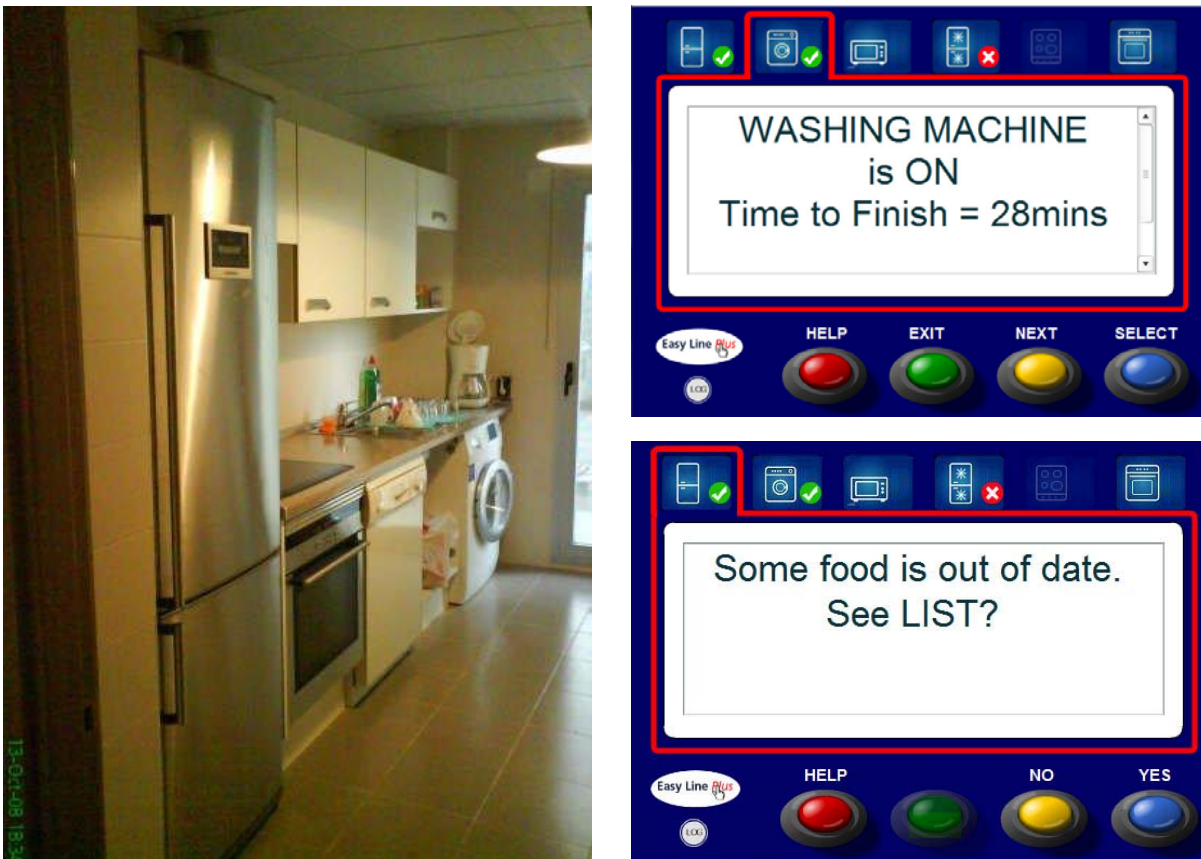 WASHING MACHINE
is ON
Time to Finish = 28mins
Easy Line Plus
LOG
HELP
EXIT
NEXT
SELECT
Some food is out of date.
See LIST?
Easy Line Plus
LOG
HELP
NO
YES